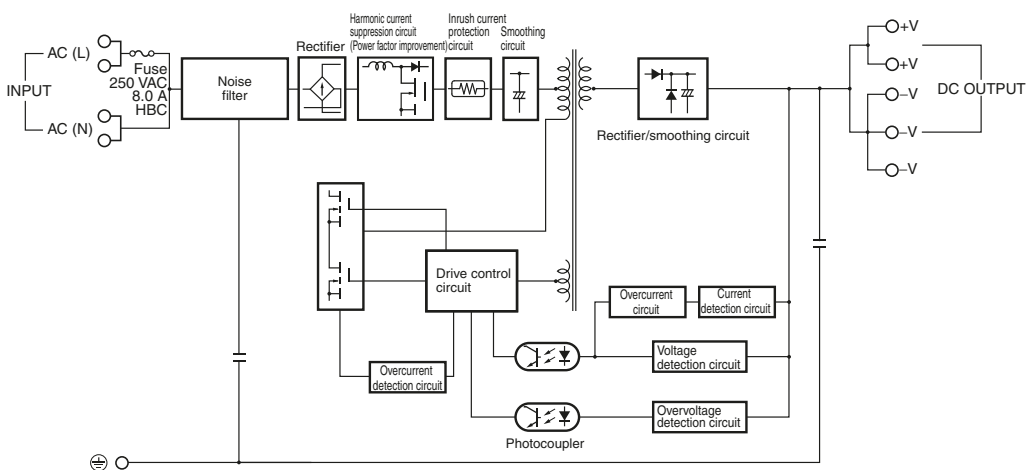 INPUT
AC (L)
AC (N)
Fuse
250 VAC
8.0 A
HBC
Noise
filter
Rectifier
Harmonic current
suppression circuit
(Power factor improvement)
Inrush current
protection
circuit
Smoothing
circuit
Rectifier/smoothing circuit
+V
+V
–V
–V
–V
DC OUTPUT
Drive control
circuit
Overcurrent
detection circuit
Overcurrent
circuit
Current
detection circuit
Voltage
detection circuit
Overvoltage
detection circuit
Photocoupler